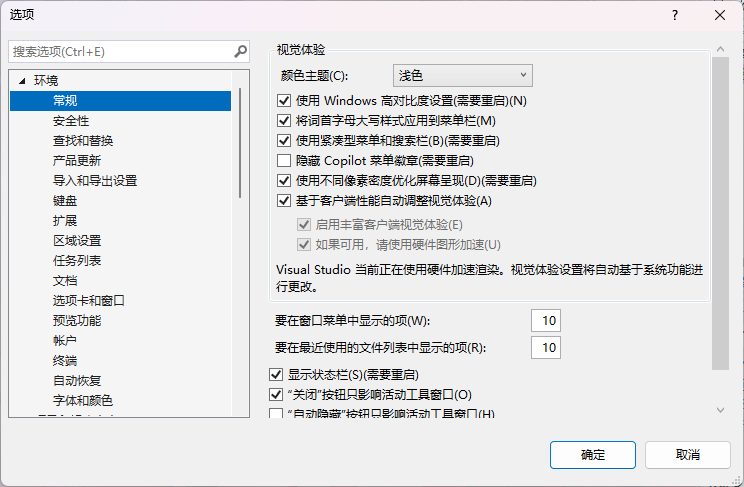 选项
搜索选项(Ctrl+E)
环境
常规
安全性
查找和替换
产品更新
导入和导出设置
键盘
扩展
区域设置
任务列表
文档
选项卡和窗口
预览功能
帐户
终端
自动恢复
字体和颜色
视觉体验
颜色主题(C):
浅色
使用 Windows 高对比度设置(需要重启)(N)
将词首字母大写样式应用到菜单栏(M)
使用紧凑型菜单和搜索栏(B)(需要重启)
隐藏 Copilot 菜单徽章(需要重启)
使用不同像素密度优化屏幕呈现(D)(需要重启)
基于客户端性能自动调整视觉体验(A)
启用丰富客户端视觉体验(E)
如果可用，请使用硬件图形加速(U)
Visual Studio 当前正在使用硬件加速渲染。视觉体验设置将自动基于系统功能进
行更改。
要在窗口菜单中显示的项(W):
10
要在最近使用的文件列表中显示的项(R):
10
显示状态栏(S)(需要重启)
“关闭”按钮只影响活动工具窗口(O)
“自动隐藏”按钮只影响活动工具窗口(H)
确定
取消